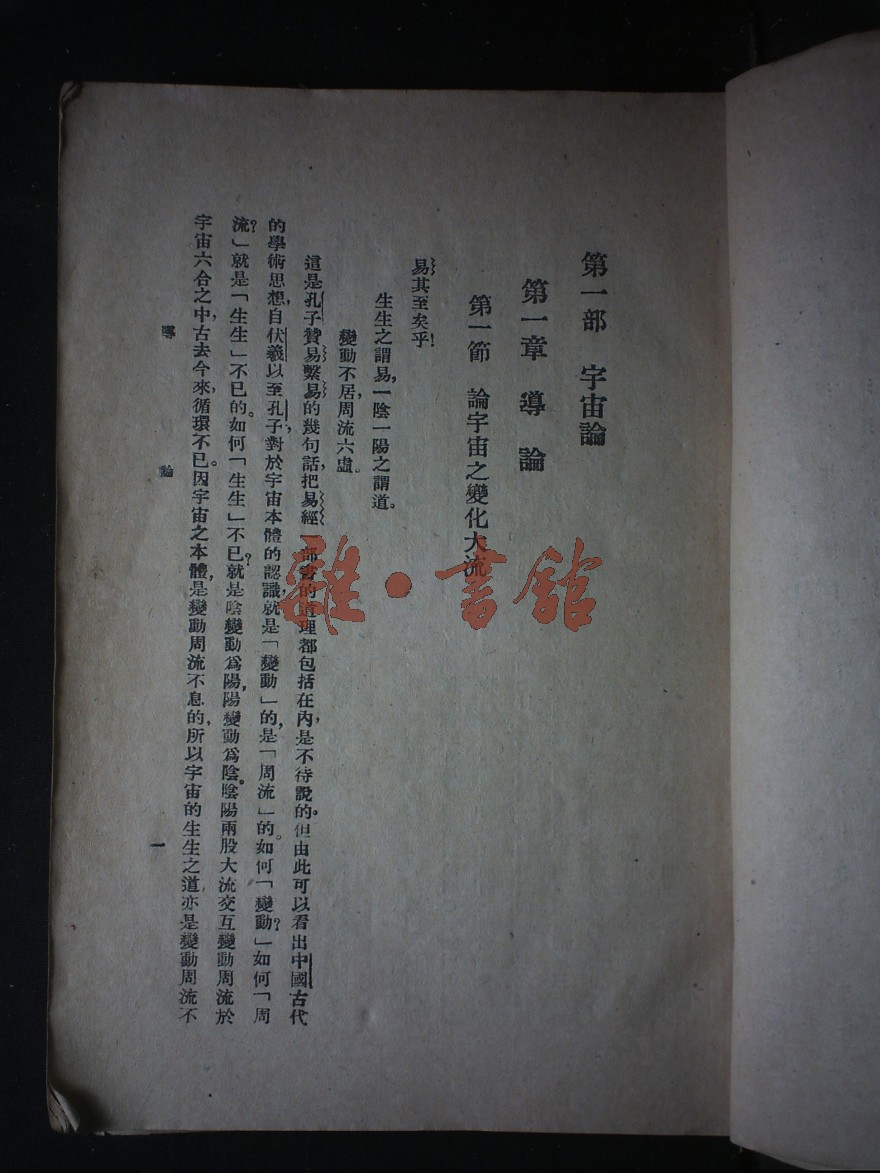 第一部　宇宙論
第一章　導論
第一節　論宇宙之變化大流
易其至矣乎！
生生之謂易，一陰一陽之謂道。
變動不居，周流六虛。
這是孔子贊易繫易的幾句話，把易經一部書的道理都包括在內，是不待說的。但由此可以看出中國古代
的學術思想，自伏羲以至孔子，對於宇宙本體的認識，就是「變動」的，是「周流」的。如何「變動」？如何「周
流」？就是「生生」不已的。如何「生生」不已？就是陰變動爲陽，陽變動爲陰。陰陽兩股大流交互變動周流於
宇宙六合之中，古去今來，循環不已。因宇宙之本體，是變動周流不息的，所以宇宙的生生之道，亦是變動周流不
導　論
一
雜·書館